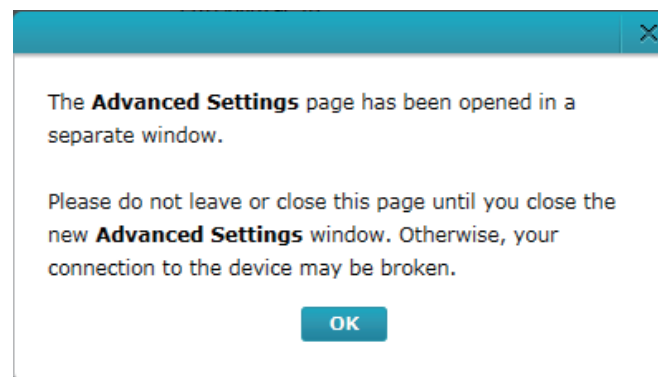 The Advanced Settings page has been opened in a
separate window.
Please do not leave or close this page until you close the
new Advanced Settings window. Otherwise, your
connection to the device may be broken.
OK